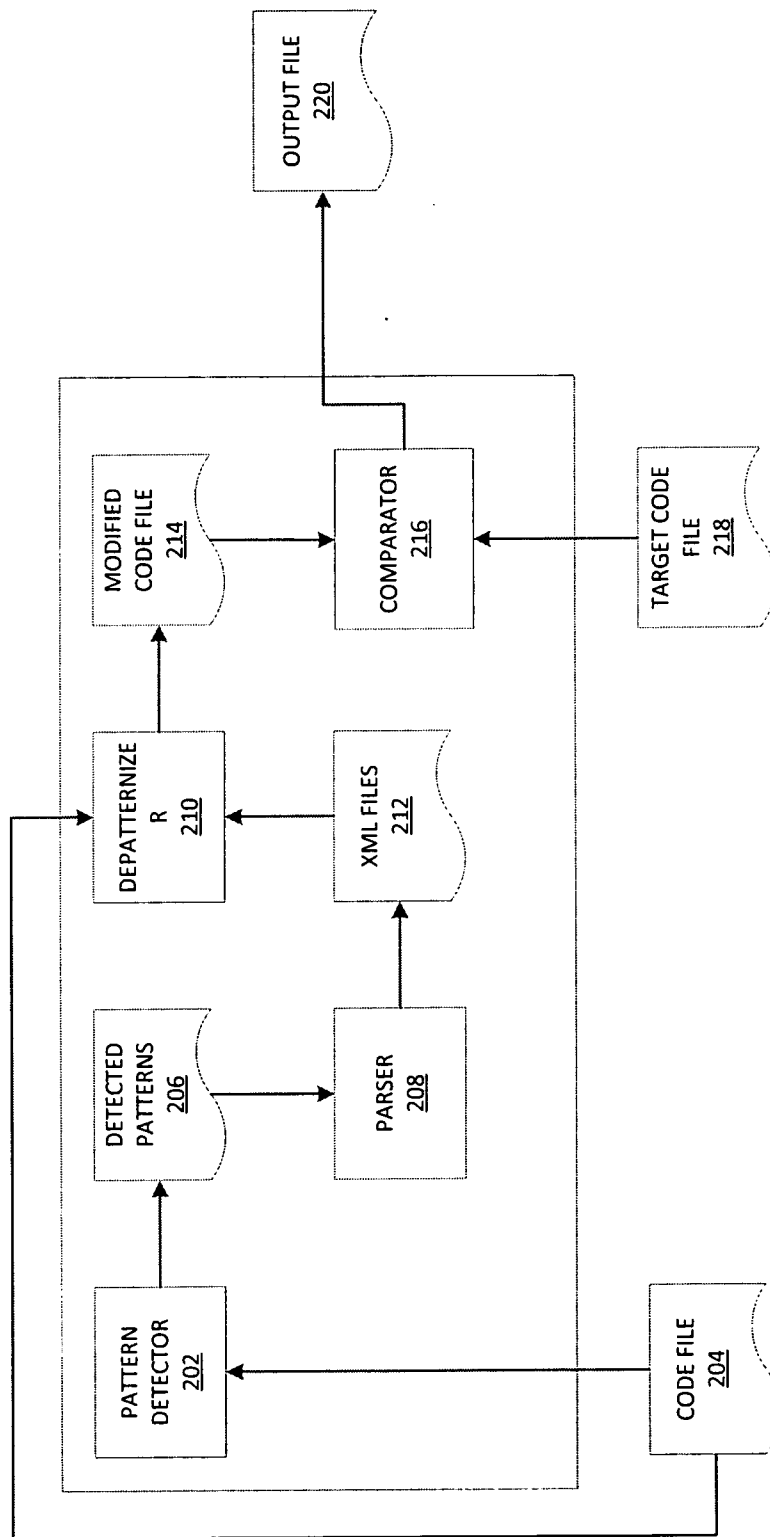 PATTERN
DETECTOR
202
DETECTED
PATTERNS
206
DEPATTERNIZE
R
210
MODIFIED
CODE FILE
214
PARSER
208
XML FILES
212
COMPARATOR
216
OUTPUT FILE
220
CODE FILE
204
TARGET CODE
FILE
218